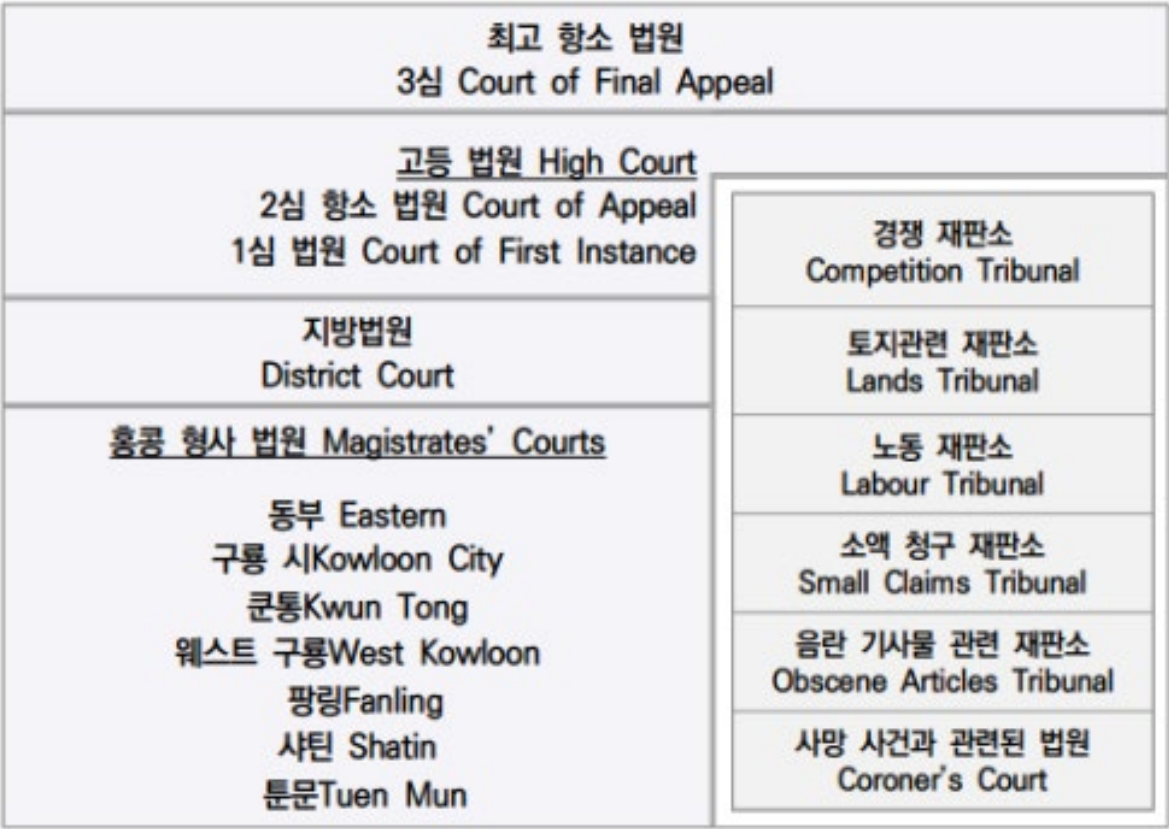 최고 항소 법원
3심 Court of Final Appeal
고등 법원 High Court
2심 항소 법원 Court of Appeal
1심 법원 Court of First Instance
지방법원
District Court
홍콩 형사 법원 Magistrates' Courts
동부 Eastern
구룡 시Kowloon City
쿤통Kwun Tong
웨스트 구룡West Kowloon
팡링Fanling
샤틴 Shatin
툰문Tuen Mun
경쟁 재판소
Competition Tribunal
토지관련 재판소
Lands Tribunal
노동 재판소
Labour Tribunal
소액 청구 재판소
Small Claims Tribunal
음란 기사물 관련 재판소
Obscene Articles Tribunal
사망 사건과 관련된 법원
Coroner's Court